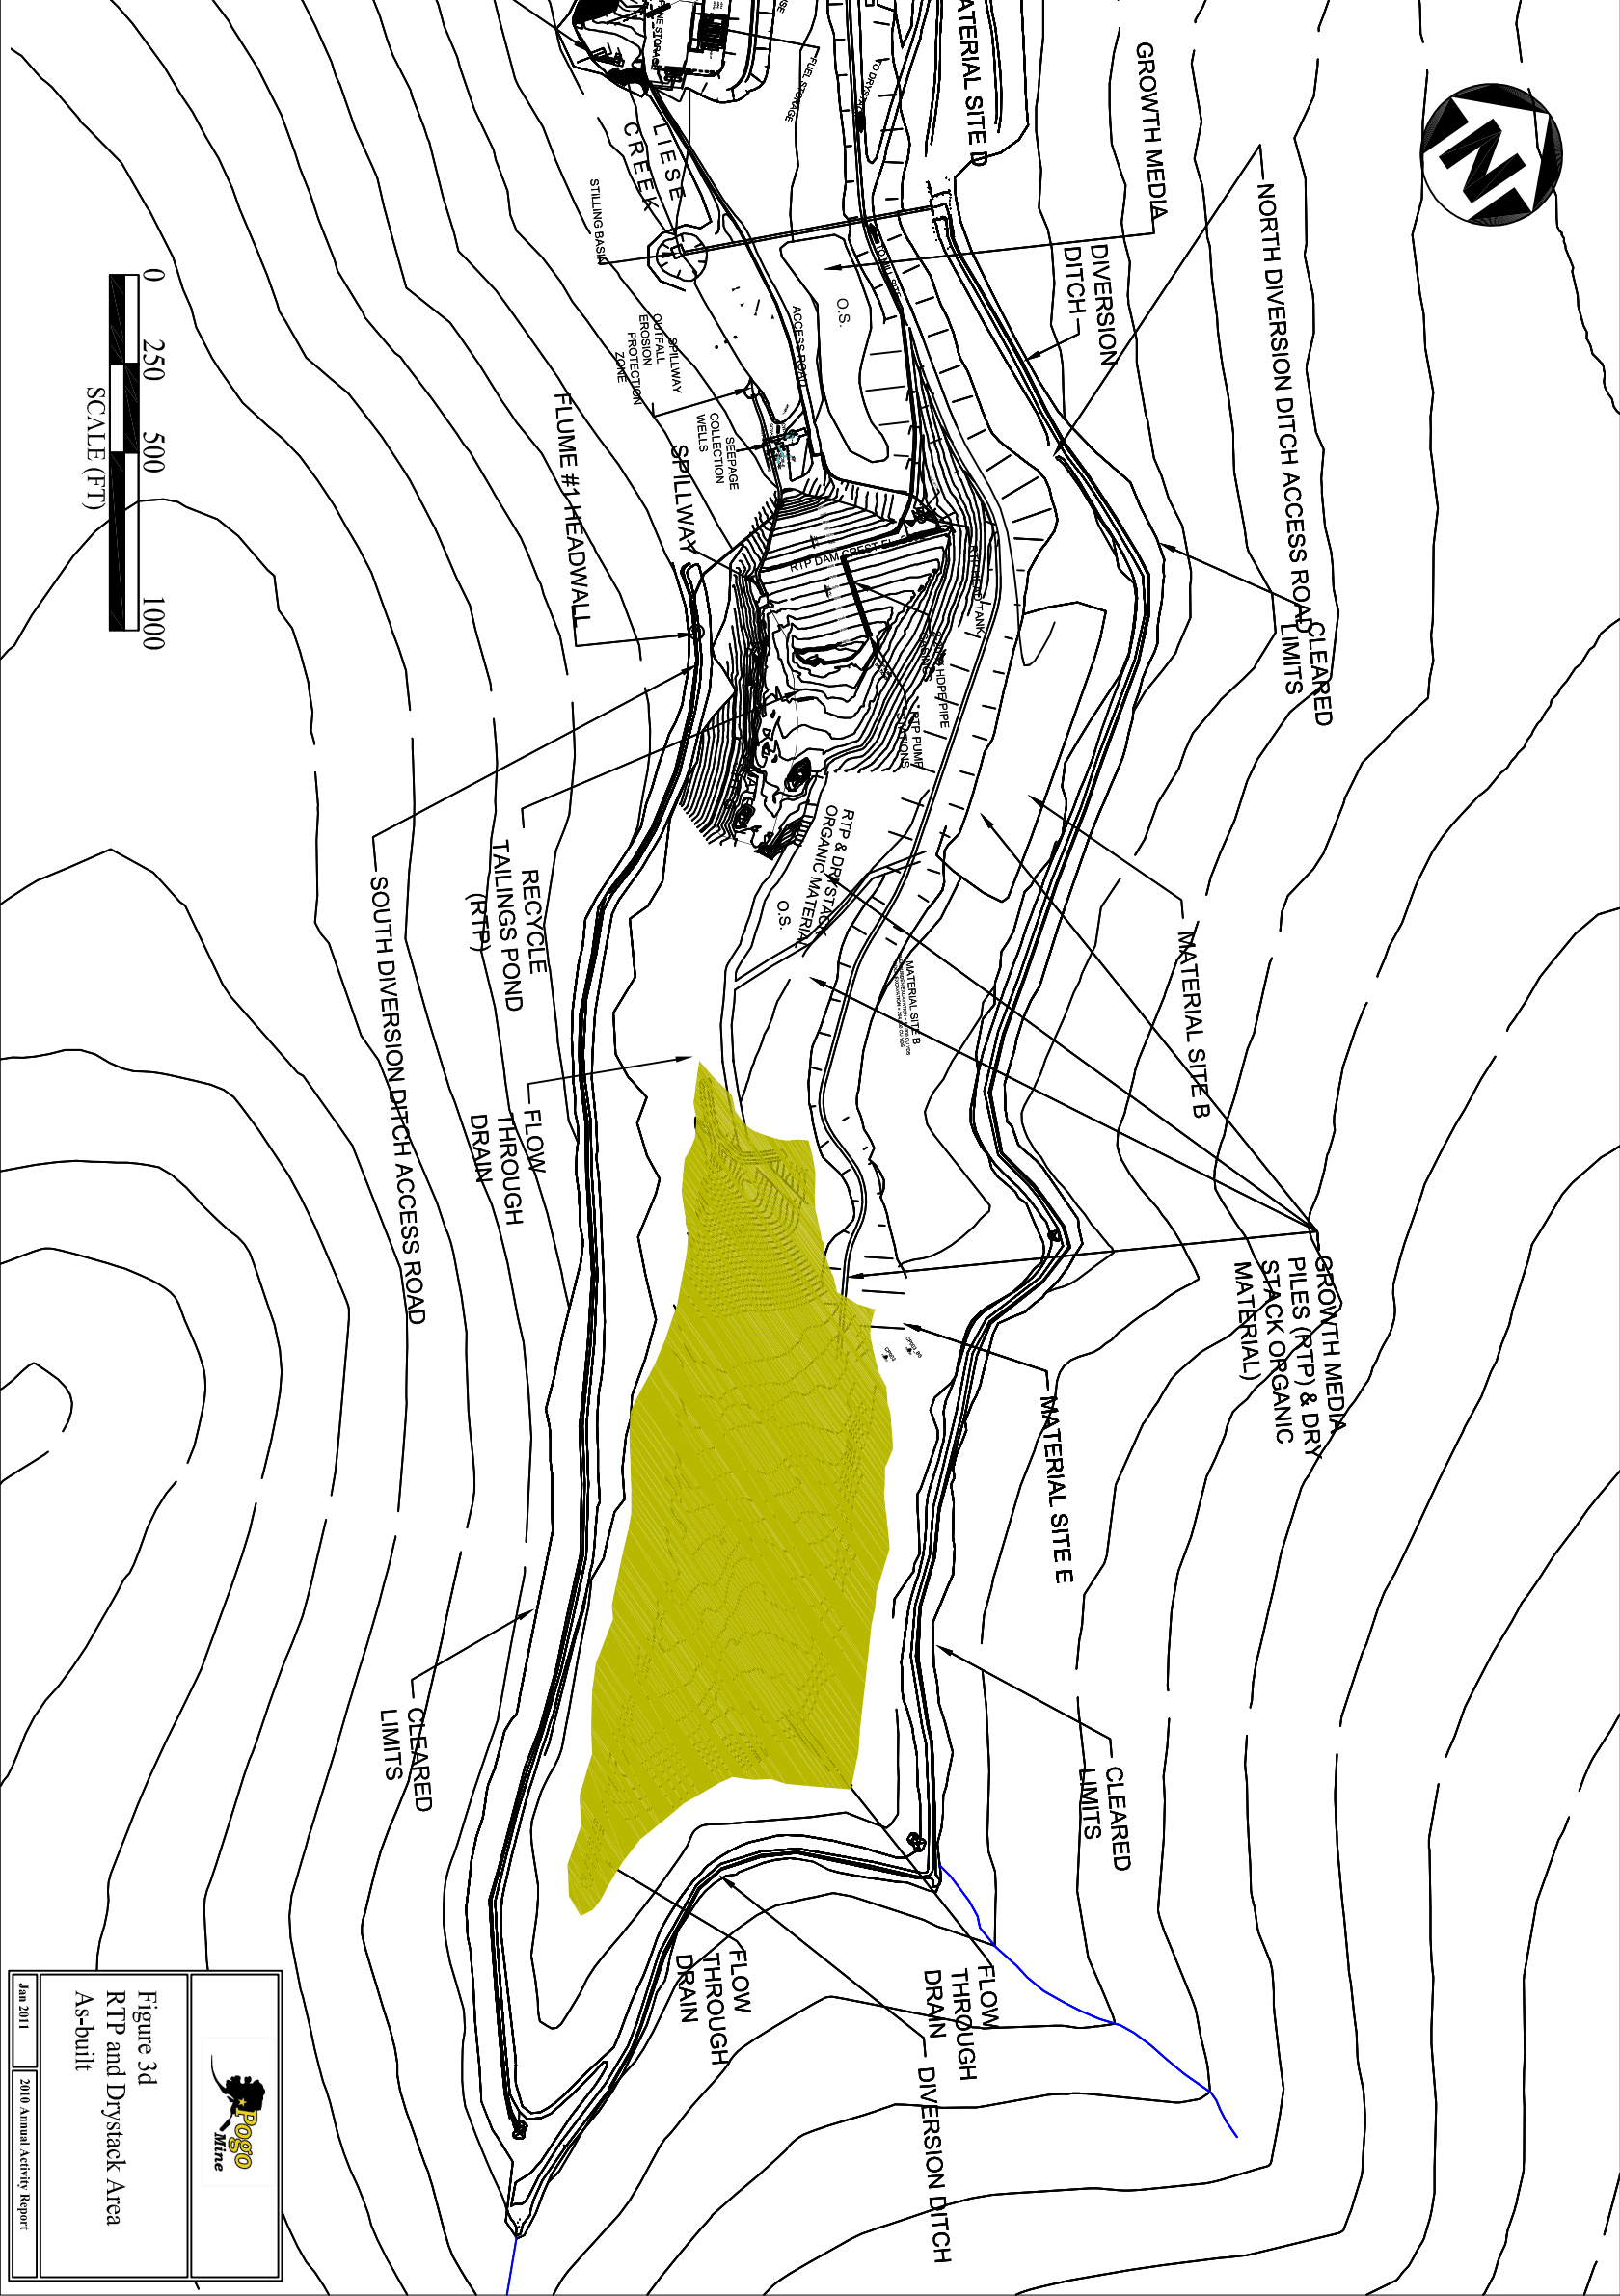 MATERIAL SITE D
GROWTH MEDIA
NORTH DIVERSION DITCH ACCESS ROAD
CLEARED
LIMITS
DIVERSION
DITCH
FUEL STORAGE
LIESE
CREEK
STILLING BASIN
O.S.
ACCESS ROAD
SPILLWAY
OUTFALL
EROSION
PROTECTION
ZONE
SEEPAGE
COLLECTION
WELLS
SPILLWAY
FLUME #1 HEADWALL
RTP DAM CREST EL.
HDPE PIPE
RTP PUMP
STATIONS
RTP & DRYSTACK
ORGANIC MATERIAL
O.S.
MATERIAL SITE B
MATERIAL SITE B
GROWTH MEDIA
PILES (RTP) & DRY
STACK ORGANIC
MATERIAL)
MATERIAL SITE E
RECYCLE
TAILINGS POND
(RTP)
SOUTH DIVERSION DITCH ACCESS ROAD
FLOW
THROUGH
DRAIN
CLEARED
LIMITS
CLEARED
LIMITS
FLOW
THROUGH
DRAIN
FLOW
THROUGH
DRAIN
DIVERSION DITCH
N
0 250 500 1000
SCALE (FT)
Pogo
Mine
Figure 3d
RTP and Drystack Area
As-built
Jan 2011
2010 Annual Activity Report